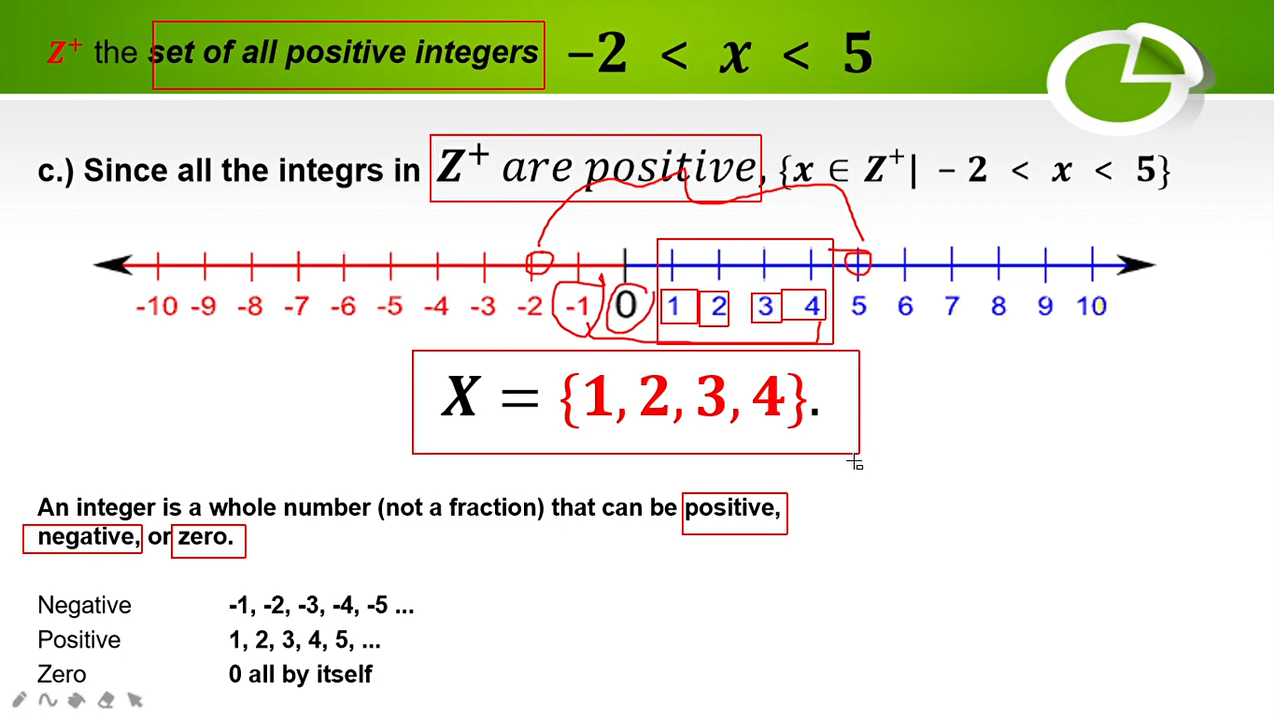 Z⁺ the set of all positive integers −2 < x < 5
c.) Since all the integrs in Z⁺ are positive, {x ∈ Z⁺| − 2 < x < 5}
-10 -9 -8 -7 -6 -5 -4 -3 -2 -1 0 1 2 3 4 5 6 7 8 9 10
X = {1, 2, 3, 4}.
An integer is a whole number (not a fraction) that can be positive,
negative, or zero.
Negative -1, -2, -3, -4, -5 ...
Positive 1, 2, 3, 4, 5, ...
Zero 0 all by itself